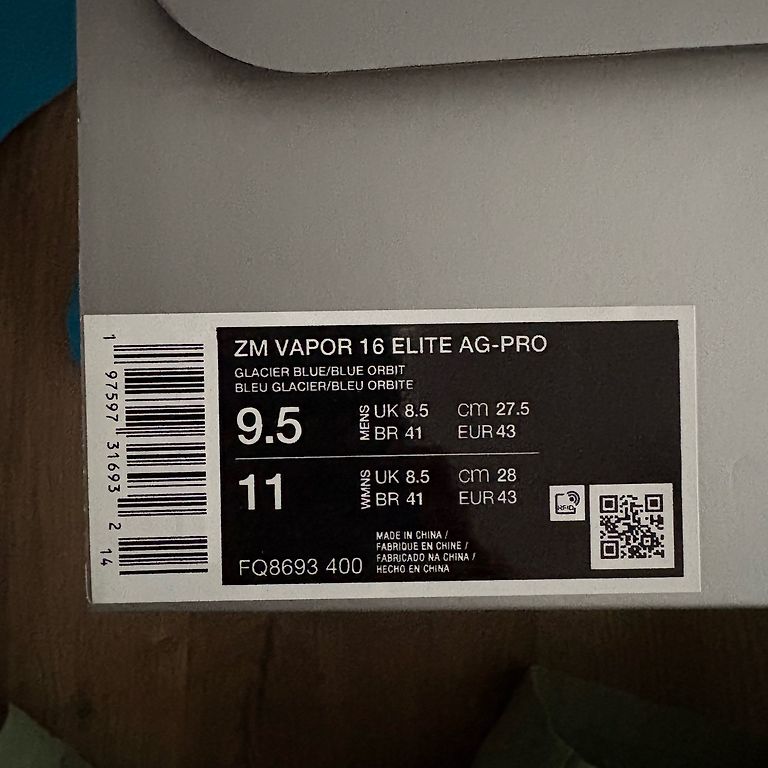 ZM VAPOR 16 ELITE AG-PRO
GLACIER BLUE/BLUE ORBIT
BLEU GLACIER/BLEU ORBITE
9.5 MENS UK 8.5 cm 27.5
BR 41 EUR 43
11 WMNS UK 8.5 cm 28
BR 41 EUR 43
RFID
MADE IN CHINA /
FABRIQUE EN CHINE /
FABRICADO NA CHINA /
HECHO EN CHINA
FQ8693 400
1 97597 31693 2 14